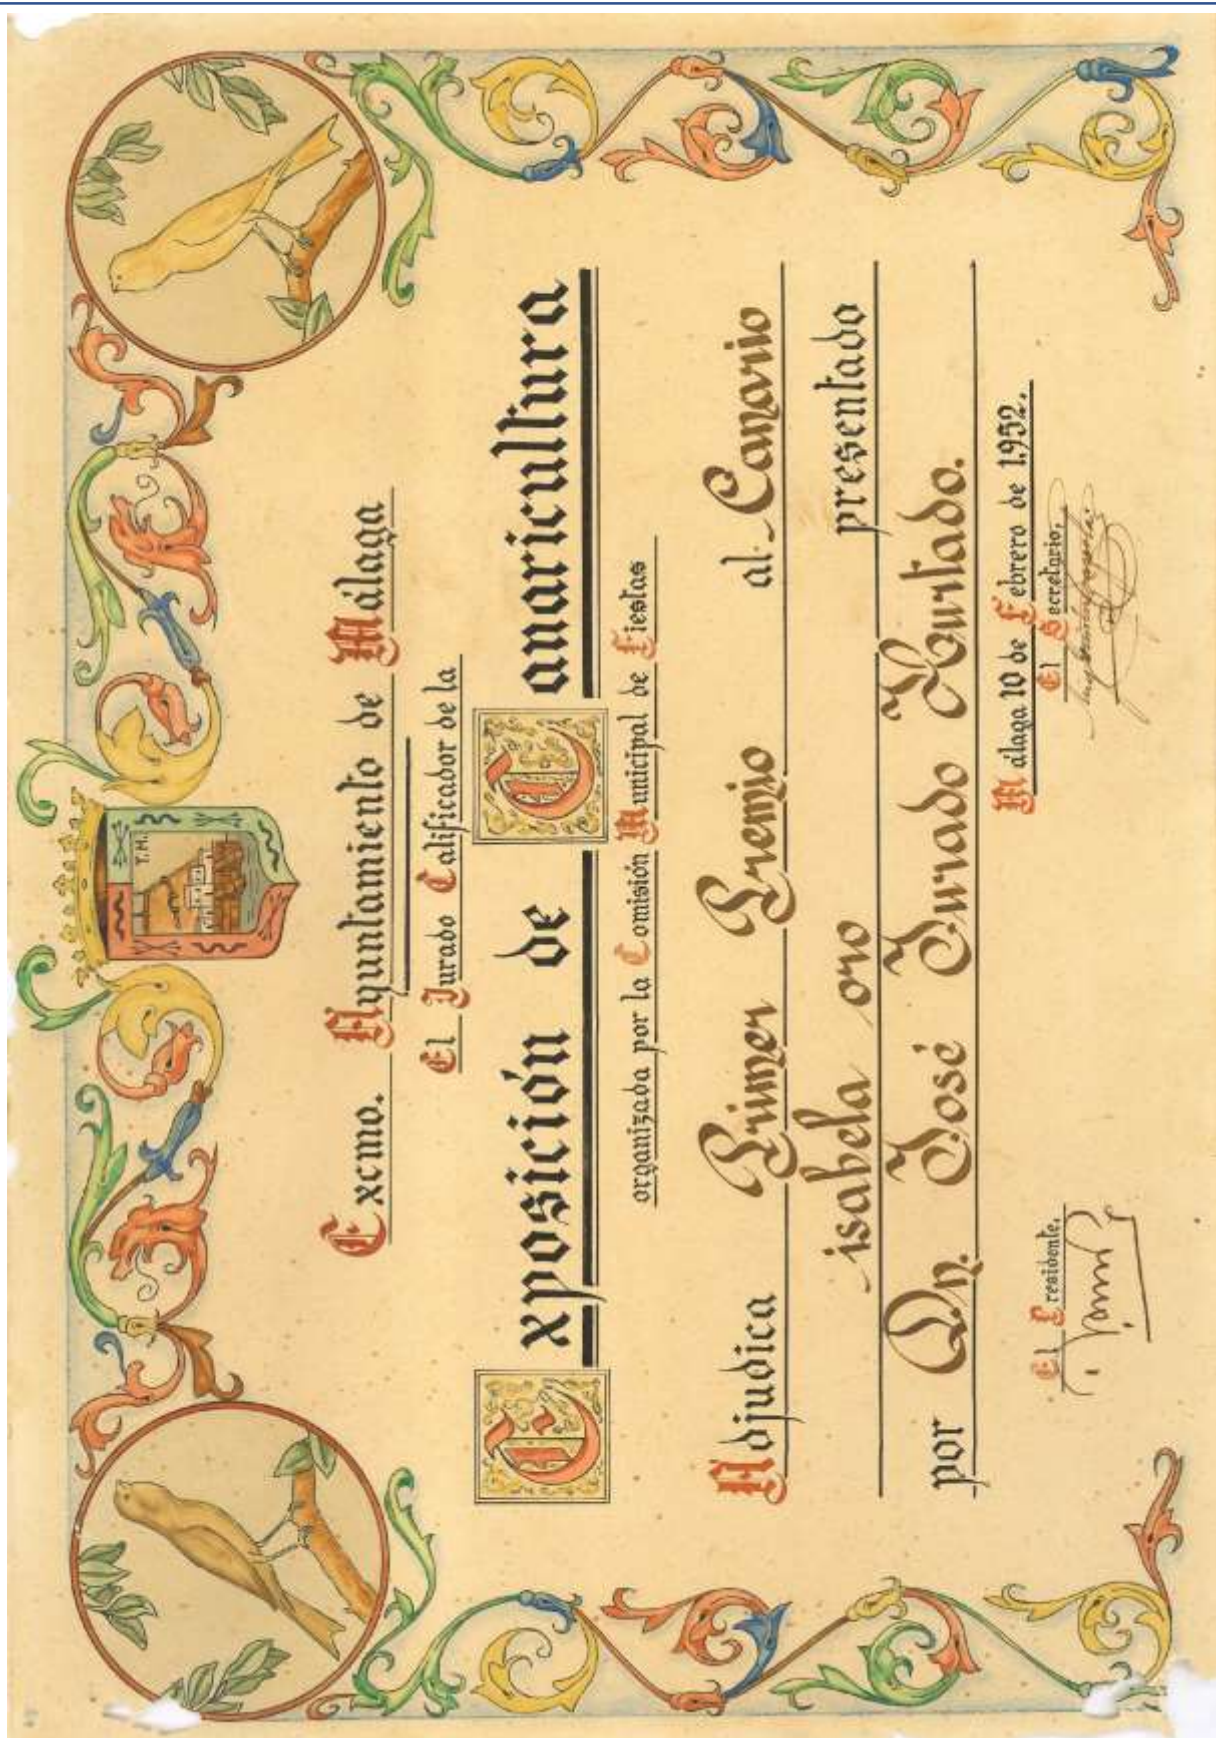 T.M.
Excmo. Ayuntamiento de Málaga
El Jurado Calificador de la
Exposición de Canaricultura
organizada por la Comisión Municipal de Fiestas
Adjudica Primer Premio al Canario
isabela oro presentado
por Dn. José Jurado Hurtado.
Málaga 10 de Febrero de 1.952.
El Presidente,
El Secretario,